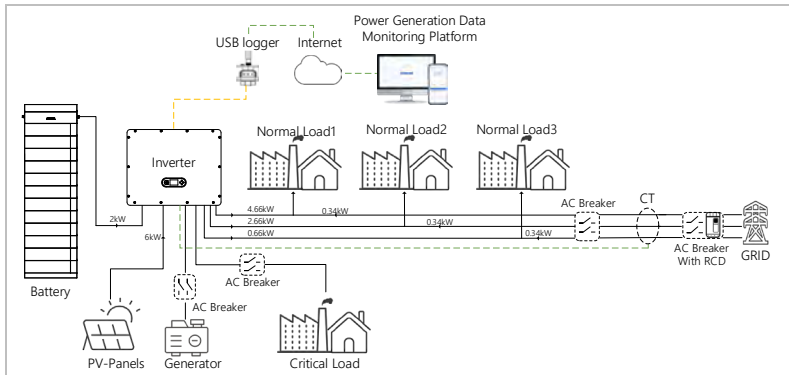 Power Generation Data
Monitoring Platform
USB logger
Internet
Normal Load1
Normal Load2
Normal Load3
Inverter
4.66kW
0.34kW
AC Breaker
CT
2kW
2.66kW
0.34kW
6kW
0.66kW
0.34kW
AC Breaker
With RCD
GRID
AC Breaker
Battery
AC Breaker
PV-Panels
Generator
Critical Load